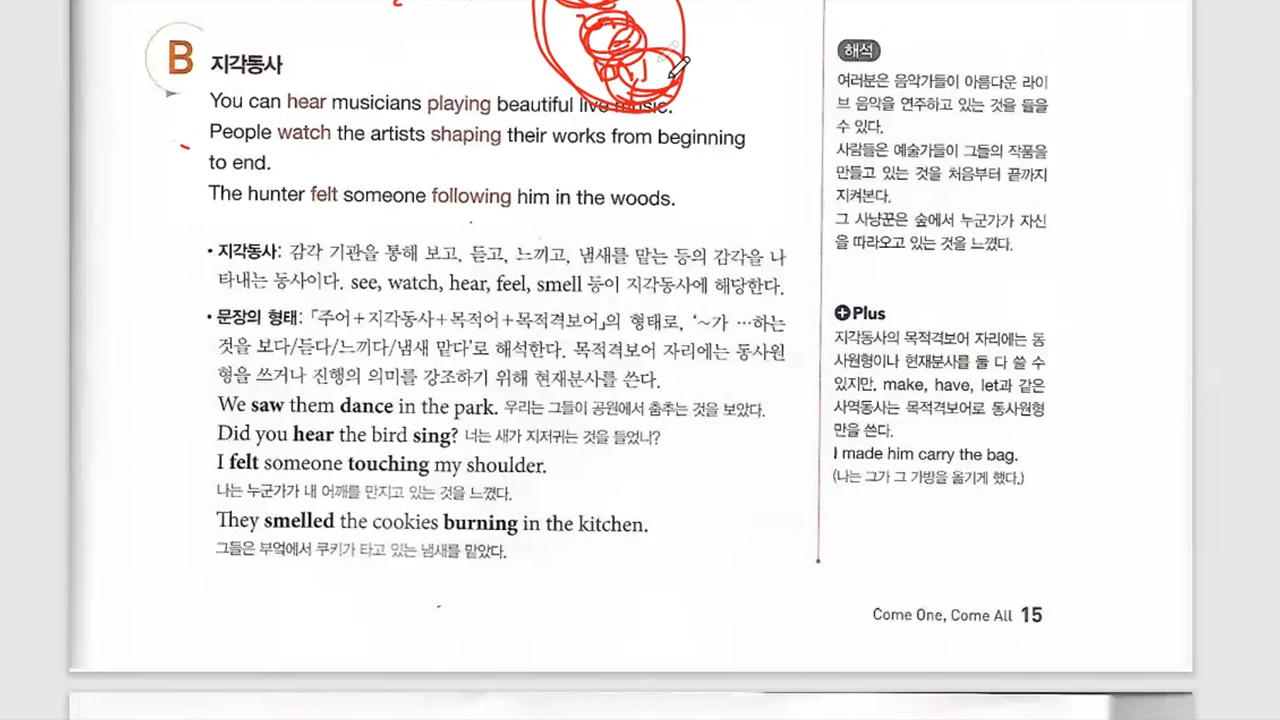 B 지각동사
You can hear musicians playing beautiful live music.
People watch the artists shaping their works from beginning
to end.
The hunter felt someone following him in the woods.
• 지각동사: 감각 기관을 통해 보고, 듣고, 느끼고, 냄새를 맡는 등의 감각을 나
타내는 동사이다. see, watch, hear, feel, smell 등이 지각동사에 해당한다.
• 문장의 형태: 「주어+지각동사+목적어+목적격보어」의 형태로, ‘~가 …하는
것을 보다/듣다/느끼다/냄새 맡다’로 해석한다. 목적격보어 자리에는 동사원
형을 쓰거나 진행의 의미를 강조하기 위해 현재분사를 쓴다.
We saw them dance in the park. 우리는 그들이 공원에서 춤추는 것을 보았다.
Did you hear the bird sing? 너는 새가 지저귀는 것을 들었니?
I felt someone touching my shoulder.
나는 누군가가 내 어깨를 만지고 있는 것을 느꼈다.
They smelled the cookies burning in the kitchen.
그들은 부엌에서 쿠키가 타고 있는 냄새를 맡았다.
해석
여러분은 음악가들이 아름다운 라이
브 음악을 연주하고 있는 것을 들을
수 있다.
사람들은 예술가들이 그들의 작품을
만들고 있는 것을 처음부터 끝까지
지켜본다.
그 사냥꾼은 숲에서 누군가가 자신
을 따라오고 있는 것을 느꼈다.
Plus
지각동사의 목적격보어 자리에는 동
사원형이나 현재분사를 둘 다 쓸 수
있지만, make, have, let과 같은
사역동사는 목적격보어로 동사원형
만을 쓴다.
I made him carry the bag.
(나는 그가 그 가방을 옮기게 했다.)
Come One, Come All 15